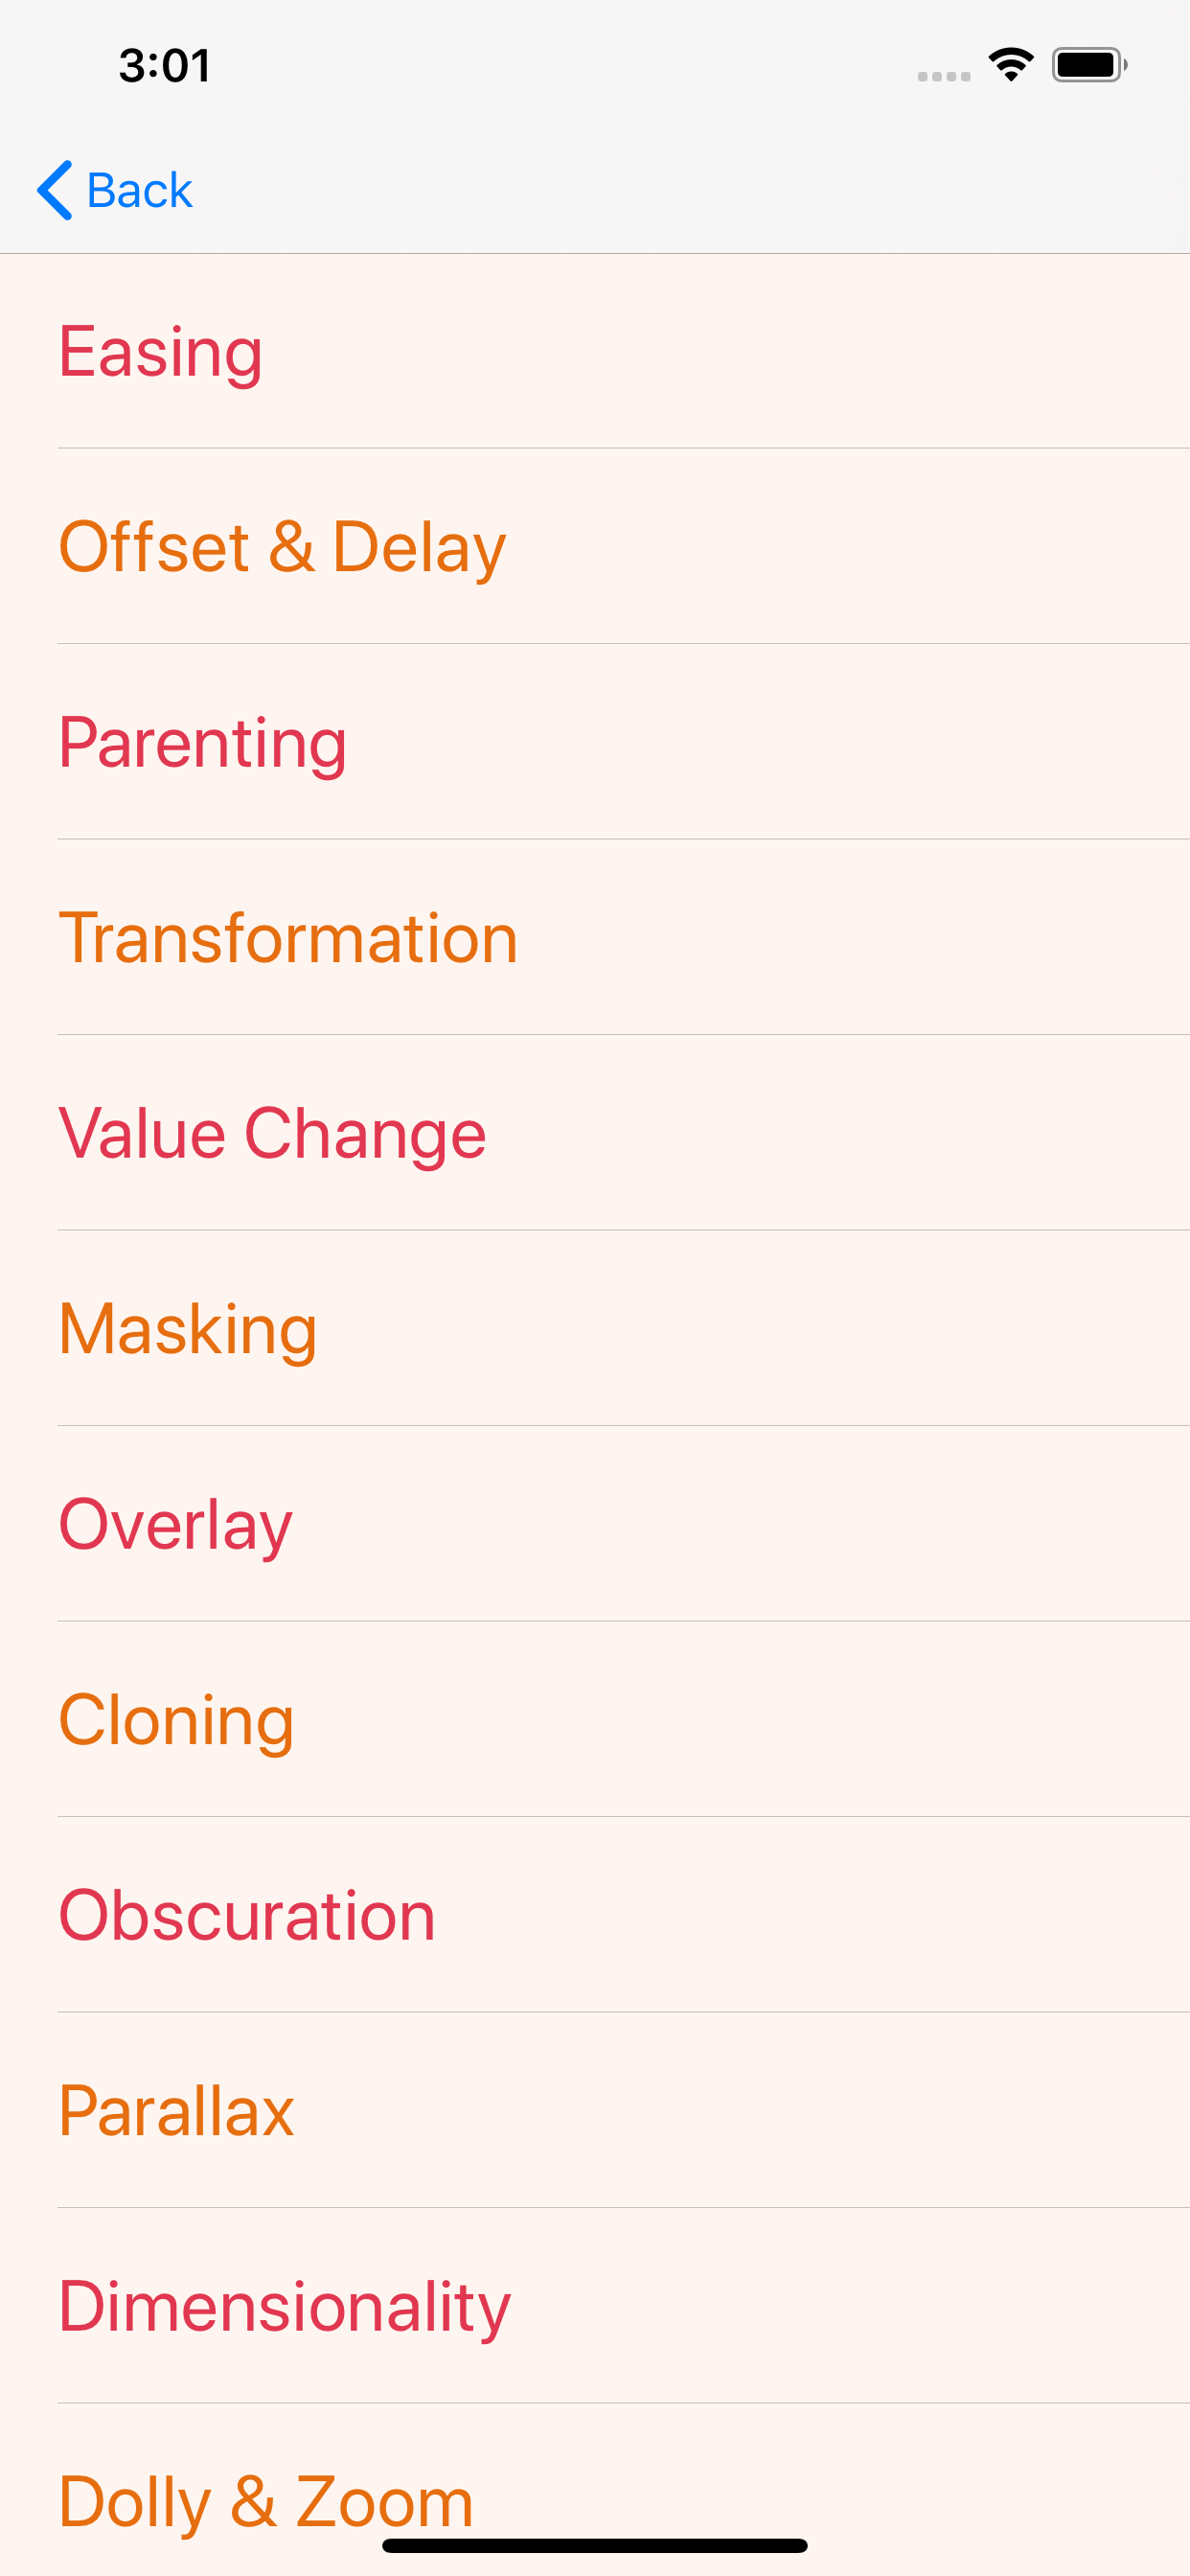 3:01
Back
Easing
Offset & Delay
Parenting
Transformation
Value Change
Masking
Overlay
Cloning
Obscuration
Parallax
Dimensionality
Dolly & Zoom